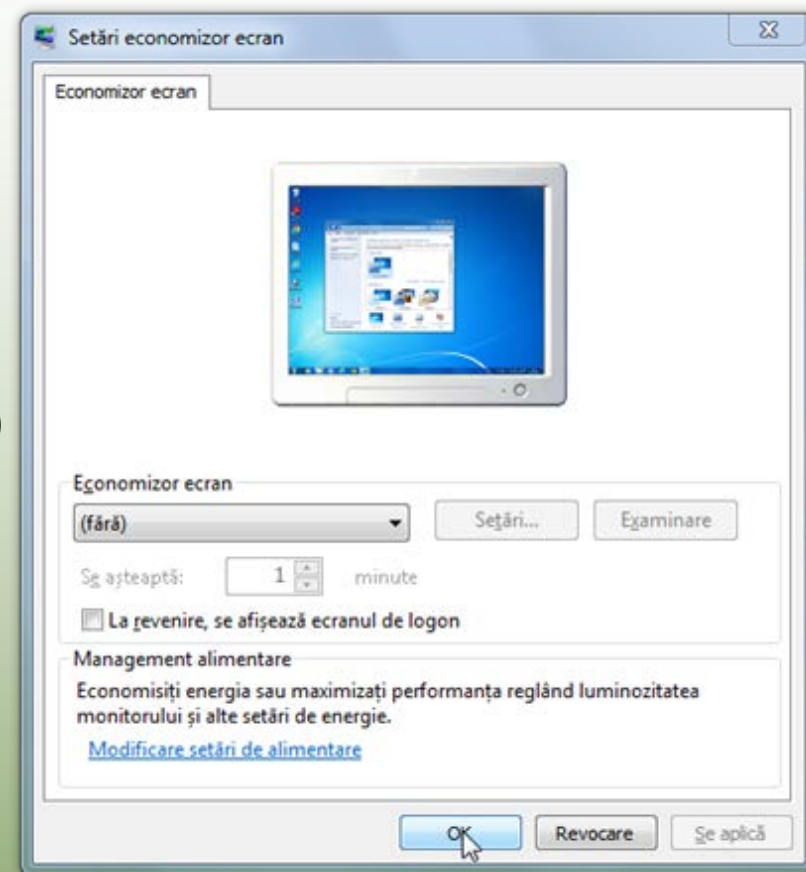 Setări economizor ecran
Economizor ecran
Economizor ecran
(fără)
Setări...
Examinare
Se așteaptă:
1
minute
La revenire, se afișează ecranul de logon
Management alimentare
Economisiți energia sau maximizați performanța reglând luminozitatea
monitorului și alte setări de energie.
Modificare setări de alimentare
OK
Revocare
Se aplică